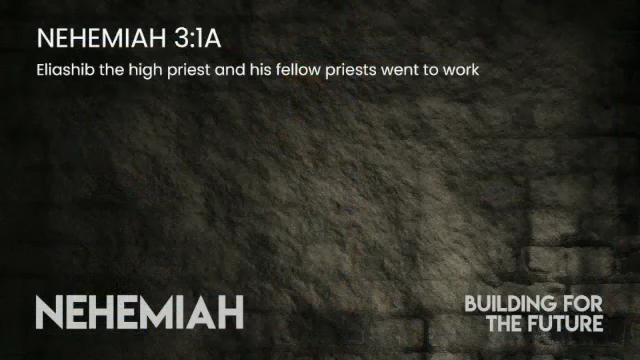 NEHEMIAH 3:1A
Eliashib the high priest and his fellow priests went to work
NEHEMIAH
BUILDING FOR
THE FUTURE